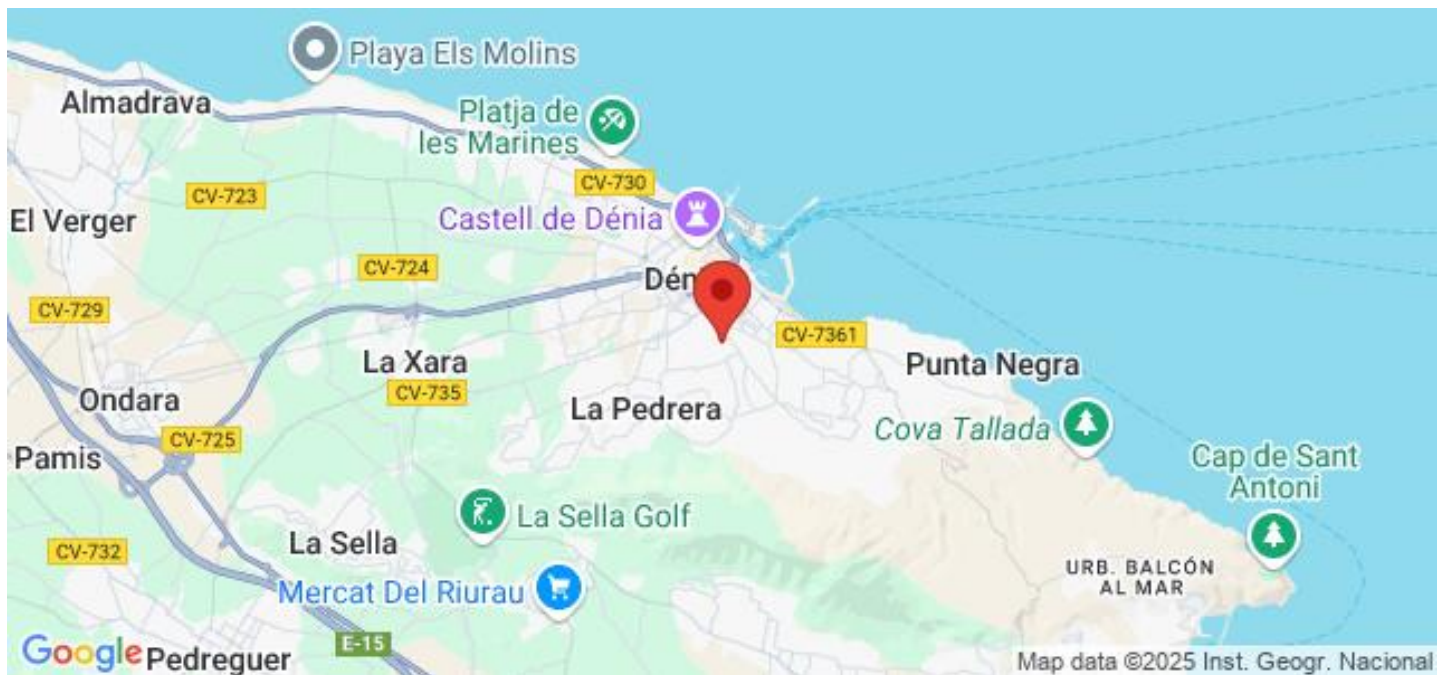 Playa Els Molins
Almadrava
Platja de
les Marines
CV-730
CV-723
El Verger
Castell de Dénia
CV-724
CV-729
CV-7361
La Xara
Punta Negra
CV-735
Ondara
La Pedrera
CV-725
Cova Tallada
Pamis
Cap de Sant
Antoni
La Sella Golf
La Sella
CV-732
URB. BALCÓN
AL MAR
Mercat Del Riurau
E-15
Google
Pedreguer
Map data ©2025 Inst. Geogr. Nacional